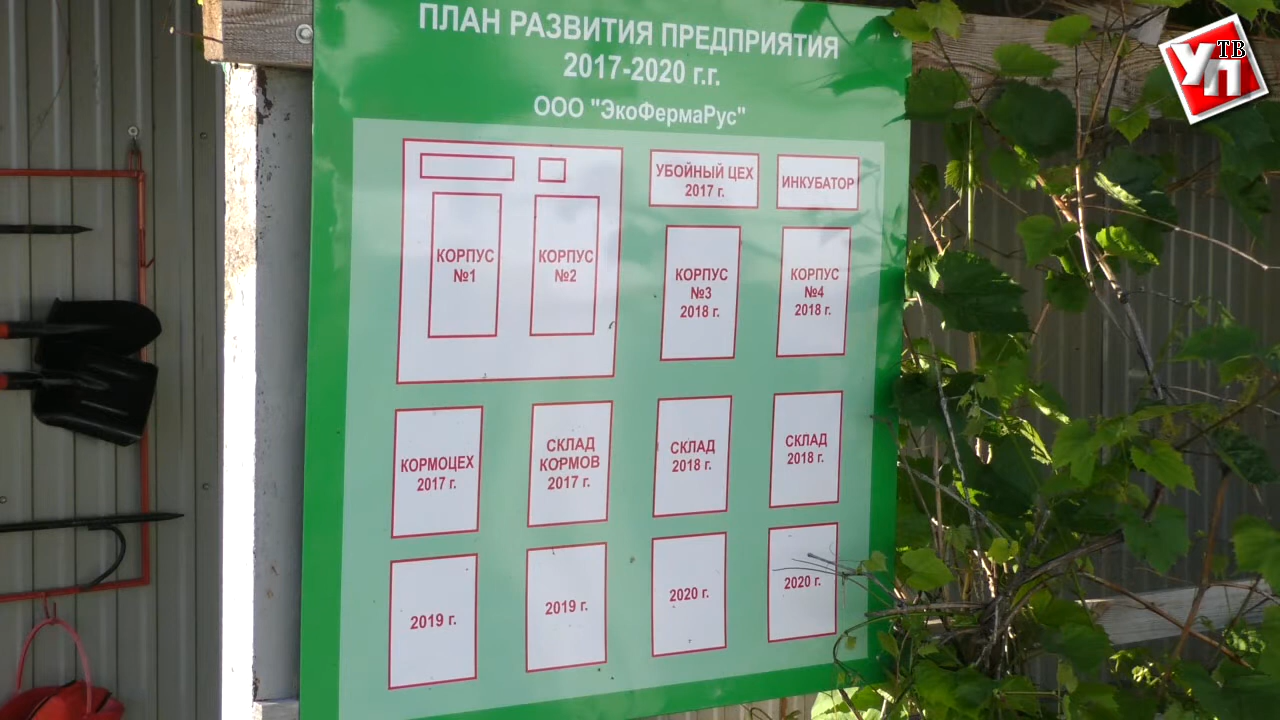 ПЛАН РАЗВИТИЯ ПРЕДПРИЯТИЯ
2017-2020 г.г.
ООО "ЭкоФермаРус"
УБОЙНЫЙ ЦЕХ
2017 г.
ИНКУБАТОР
КОРПУС
№1
КОРПУС
№2
КОРПУС
№3
2018 г.
КОРПУС
№4
2018 г.
КОРМОЦЕХ
2017 г.
СКЛАД
КОРМОВ
2017 г.
СКЛАД
2018 г.
СКЛАД
2018 г.
2019 г.
2019 г.
2020 г.
2020 г.
УП ТВ